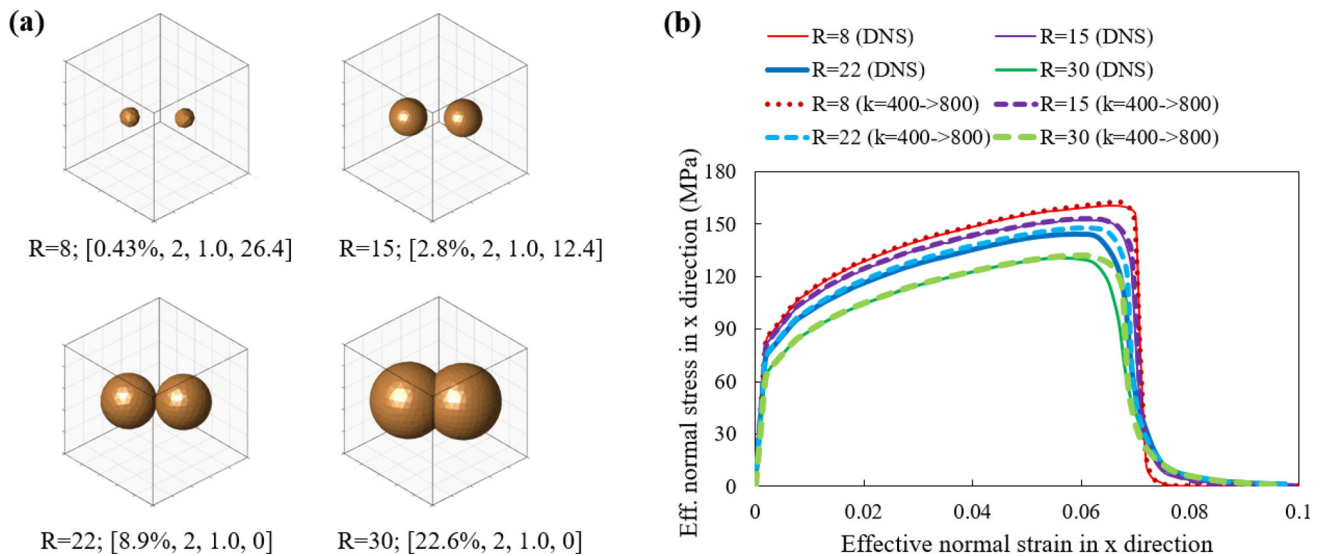 (a)
R=8; [0.43%, 2, 1.0, 26.4]
R=15; [2.8%, 2, 1.0, 12.4]
R=22; [8.9%, 2, 1.0, 0]
R=30; [22.6%, 2, 1.0, 0]
(b)
R=8 (DNS)
R=15 (DNS)
R=22 (DNS)
R=30 (DNS)
R=8 (k=400->800)
R=15 (k=400->800)
R=22 (k=400->800)
R=30 (k=400->800)
Eff. normal stress in x direction (MPa)
180
150
120
90
60
30
0
0
0.02
0.04
0.06
0.08
0.1
Effective normal strain in x direction